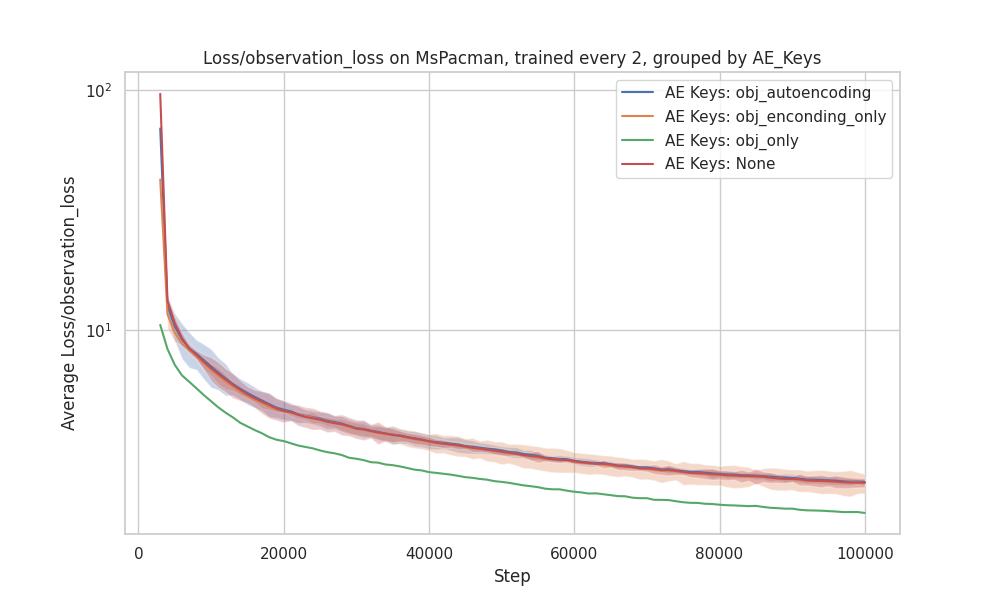 Loss/observation_loss on MsPacman, trained every 2, grouped by AE_Keys
Average Loss/observation_loss
10²
10¹
AE Keys: obj_autoencoding
AE Keys: obj_enconding_only
AE Keys: obj_only
AE Keys: None
0 20000 40000 60000 80000 100000
Step